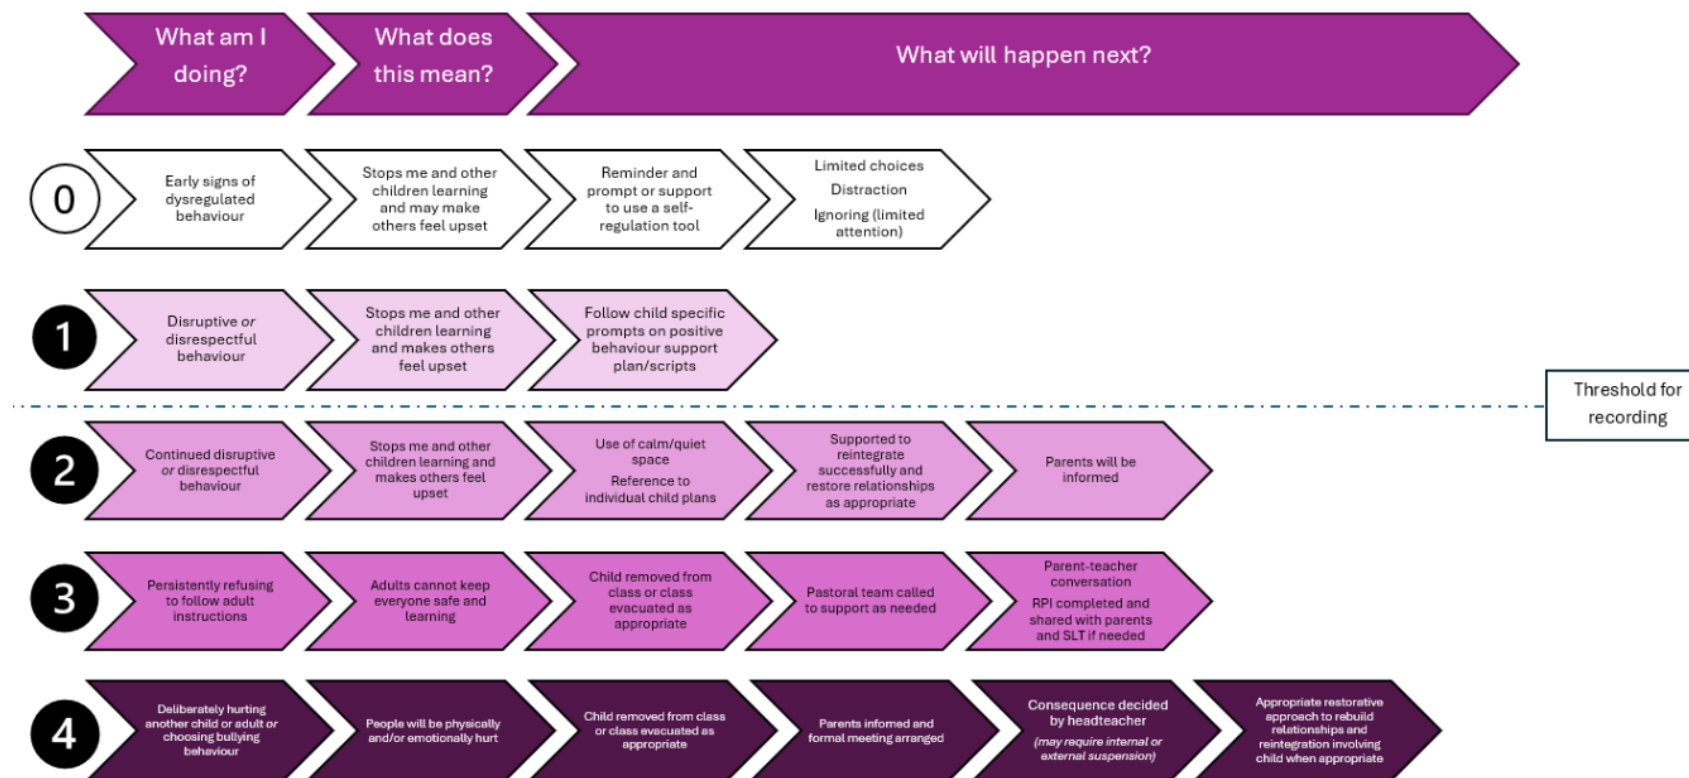 What am I
doing?
What does
this mean?
What will happen next?
0
Early signs of
dysregulated
behaviour
Stops me and other
children learning
and may make
others feel upset
Reminder and
prompt or support
to use a self-
regulation tool
Limited choices
Distraction
Ignoring (limited
attention)
1
Disruptive or
disrespectful
behaviour
Stops me and other
children learning
and makes others
feel upset
Follow child specific
prompts on positive
behaviour support
plan/scripts
Threshold for
recording
2
Continued disruptive
or disrespectful
behaviour
Stops me and other
children learning and
makes others feel
upset
Use of calm/quiet
space
Reference to
individual child plans
Supported to
reintegrate
successfully and
restore relationships
as appropriate
Parents will be
informed
3
Persistently refusing
to follow adult
instructions
Adults cannot keep
everyone safe and
learning
Child removed from
class or class
evacuated as
appropriate
Pastoral team called
to support as needed
Parent-teacher
conversation
RPI completed and
shared with parents
and SLT if needed
4
Deliberately hurting
another child or adult or
choosing bullying
behaviour
People will be physically
and/or emotionally hurt
Child removed from class
or class evacuated as
appropriate
Parents informed and
formal meeting arranged
Consequence decided
by headteacher
(may require internal or
external suspension)
Appropriate restorative
approach to rebuild
relationships and
reintegration involving
child when appropriate